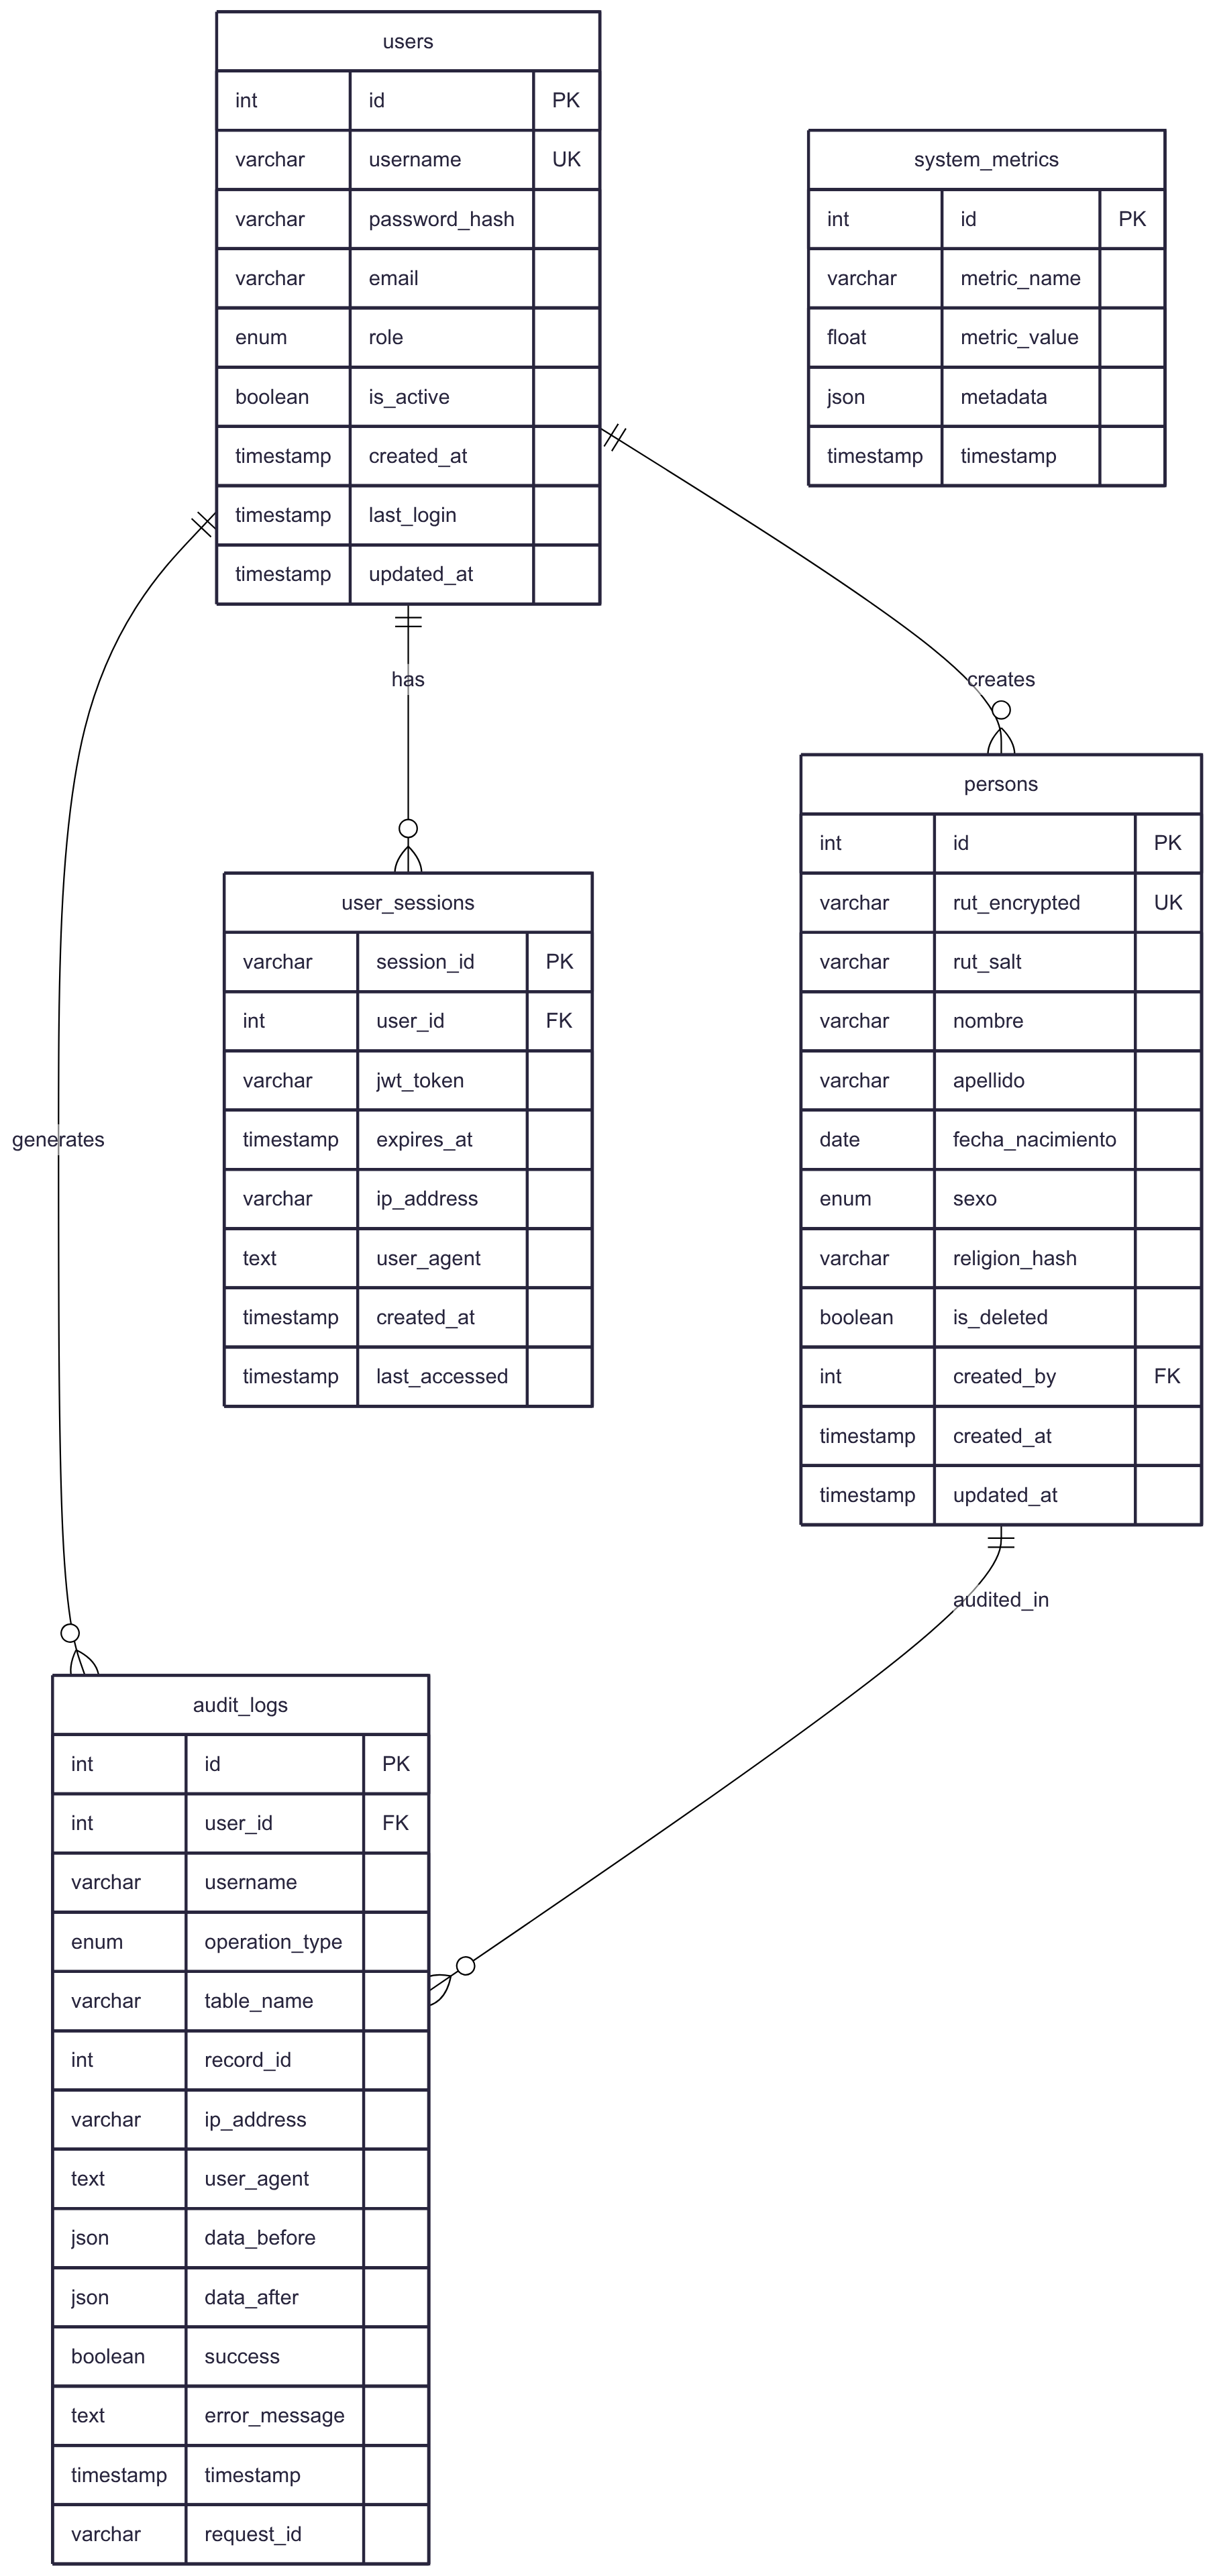 users
int id PK
varchar username UK
varchar password_hash
varchar email
enum role
boolean is_active
timestamp created_at
timestamp last_login
timestamp updated_at
system_metrics
int id PK
varchar metric_name
float metric_value
json metadata
timestamp timestamp
has
creates
generates
user_sessions
varchar session_id PK
int user_id FK
varchar jwt_token
timestamp expires_at
varchar ip_address
text user_agent
timestamp created_at
timestamp last_accessed
persons
int id PK
varchar rut_encrypted UK
varchar rut_salt
varchar nombre
varchar apellido
date fecha_nacimiento
enum sexo
varchar religion_hash
boolean is_deleted
int created_by FK
timestamp created_at
timestamp updated_at
audited_in
audit_logs
int id PK
int user_id FK
varchar username
enum operation_type
varchar table_name
int record_id
varchar ip_address
text user_agent
json data_before
json data_after
boolean success
text error_message
timestamp timestamp
varchar request_id